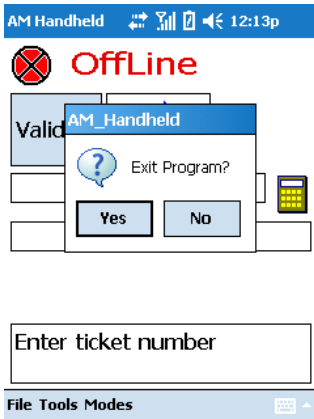 AM Handheld 12:13p
OffLine
Valid
AM_Handheld
Exit Program?
Yes No
Enter ticket number
File Tools Modes